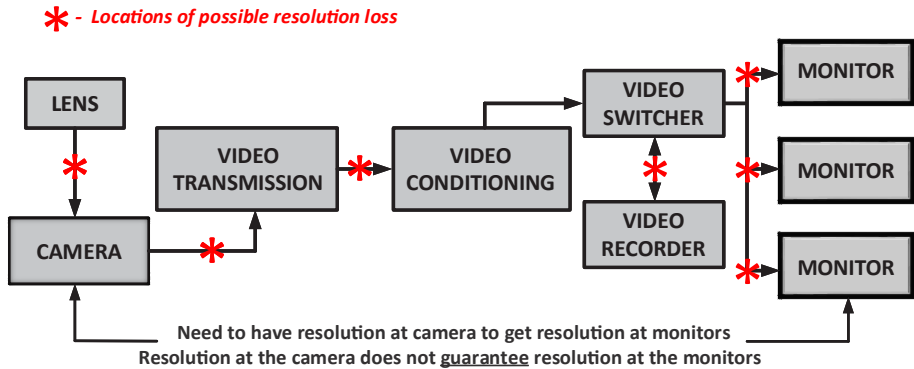 * - Locations of possible resolution loss
LENS
CAMERA
VIDEO
TRANSMISSION
VIDEO
CONDITIONING
VIDEO
SWITCHER
VIDEO
RECORDER
MONITOR
MONITOR
MONITOR
Need to have resolution at camera to get resolution at monitors
Resolution at the camera does not guarantee resolution at the monitors